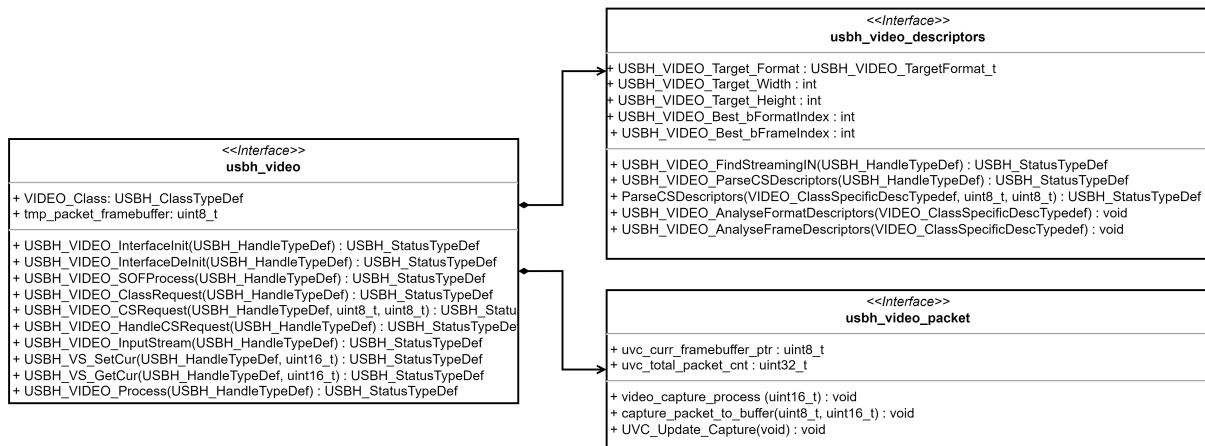 <<Interface>>
usbh_video
+ VIDEO_Class: USBH_ClassTypeDef
+ tmp_packet_framebuffer: uint8_t
+ USBH_VIDEO_InterfaceInit(USBH_HandleTypeDef) : USBH_StatusTypeDef
+ USBH_VIDEO_InterfaceDeInit(USBH_HandleTypeDef) : USBH_StatusTypeDef
+ USBH_VIDEO_SOFProcess(USBH_HandleTypeDef) : USBH_StatusTypeDef
+ USBH_VIDEO_ClassRequest(USBH_HandleTypeDef) : USBH_StatusTypeDef
+ USBH_VIDEO_CSRequest(USBH_HandleTypeDef, uint8_t, uint8_t) : USBH_Statu
+ USBH_VIDEO_HandleCSRequest(USBH_HandleTypeDef) : USBH_StatusTypeDe
+ USBH_VIDEO_InputStream(USBH_HandleTypeDef) : USBH_StatusTypeDef
+ USBH_VS_SetCur(USBH_HandleTypeDef, uint16_t) : USBH_StatusTypeDef
+ USBH_VS_GetCur(USBH_HandleTypeDef, uint16_t) : USBH_StatusTypeDef
+ USBH_VIDEO_Process(USBH_HandleTypeDef) : USBH_StatusTypeDef
<<Interface>>
usbh_video_descriptors
+ USBH_VIDEO_Target_Format : USBH_VIDEO_TargetFormat_t
+ USBH_VIDEO_Target_Width : int
+ USBH_VIDEO_Target_Height : int
+ USBH_VIDEO_Best_bFormatIndex : int
+ USBH_VIDEO_Best_bFrameIndex : int
+ USBH_VIDEO_FindStreamingIN(USBH_HandleTypeDef) : USBH_StatusTypeDef
+ USBH_VIDEO_ParseCSDescriptors(USBH_HandleTypeDef) : USBH_StatusTypeDef
+ ParseCSDescriptors(VIDEO_ClassSpecificDescTypedef, uint8_t, uint8_t) : USBH_StatusTypeDef
+ USBH_VIDEO_AnalyseFormatDescriptors(VIDEO_ClassSpecificDescTypedef) : void
+ USBH_VIDEO_AnalyseFrameDescriptors(VIDEO_ClassSpecificDescTypedef) : void
<<Interface>>
usbh_video_packet
+ uvc_curr_framebuffer_ptr : uint8_t
+ uvc_total_packet_cnt : uint32_t
+ video_capture_process (uint16_t) : void
+ capture_packet_to_buffer(uint8_t, uint16_t) : void
+ UVC_Update_Capture(void) : void